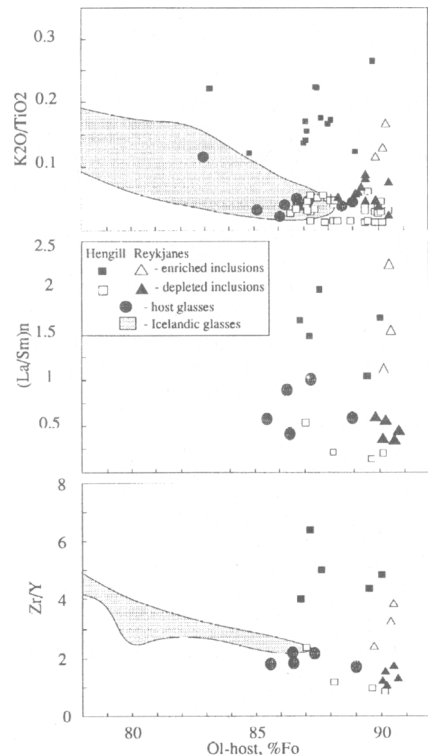 0.3
0.2
0.1
K2O/TiO2
2.5
2
1.5
1
0.5
(La/Sm)n
Hengill Reykjanes
- enriched inclusions
- depleted inclusions
- host glasses
- Icelandic glasses
8
6
4
2
0
Zr/Y
80 85 90
Ol-host, %Fo